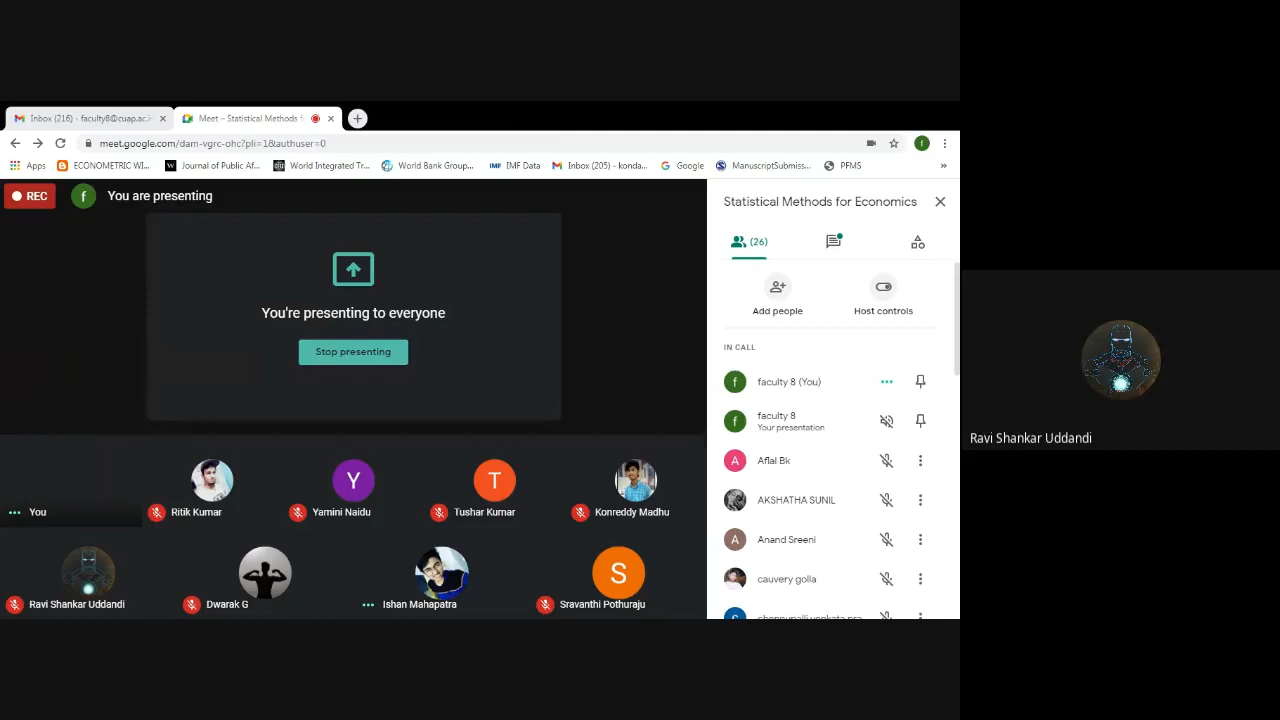 Inbox (216) - faculty8@cuap.ac.i
Meet – Statistical Methods f
meet.google.com/dam-vgrc-ohc?pli=1&authuser=0
Apps
ECONOMETRIC WI...
W
Journal of Public Af...
World Integrated Tr...
World Bank Group...
IMF
IMF Data
Inbox (205) - konda...
G
Google
ManuscriptSubmiss...
PFMS
»
REC
f
You are presenting
You're presenting to everyone
Stop presenting
You
Ritik Kumar
Y
Yamini Naidu
T
Tushar Kumar
Konreddy Madhu
Ravi Shankar Uddandi
Dwarak G
Ishan Mahapatra
S
Sravanthi Pothuraju
Statistical Methods for Economics
(26)
Add people
Host controls
IN CALL
f
faculty 8 (You)
f
faculty 8
Your presentation
A
Aflal Bk
AKSHATHA SUNIL
A
Anand Sreeni
cauvery golla
Ravi Shankar Uddandi